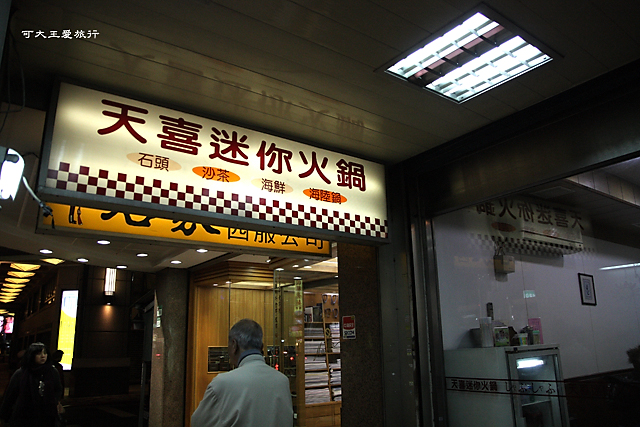 可大王愛旅行
天喜迷你火鍋
石頭 沙茶 海鮮 海陸鍋
西服公司
天喜迷你火鍋